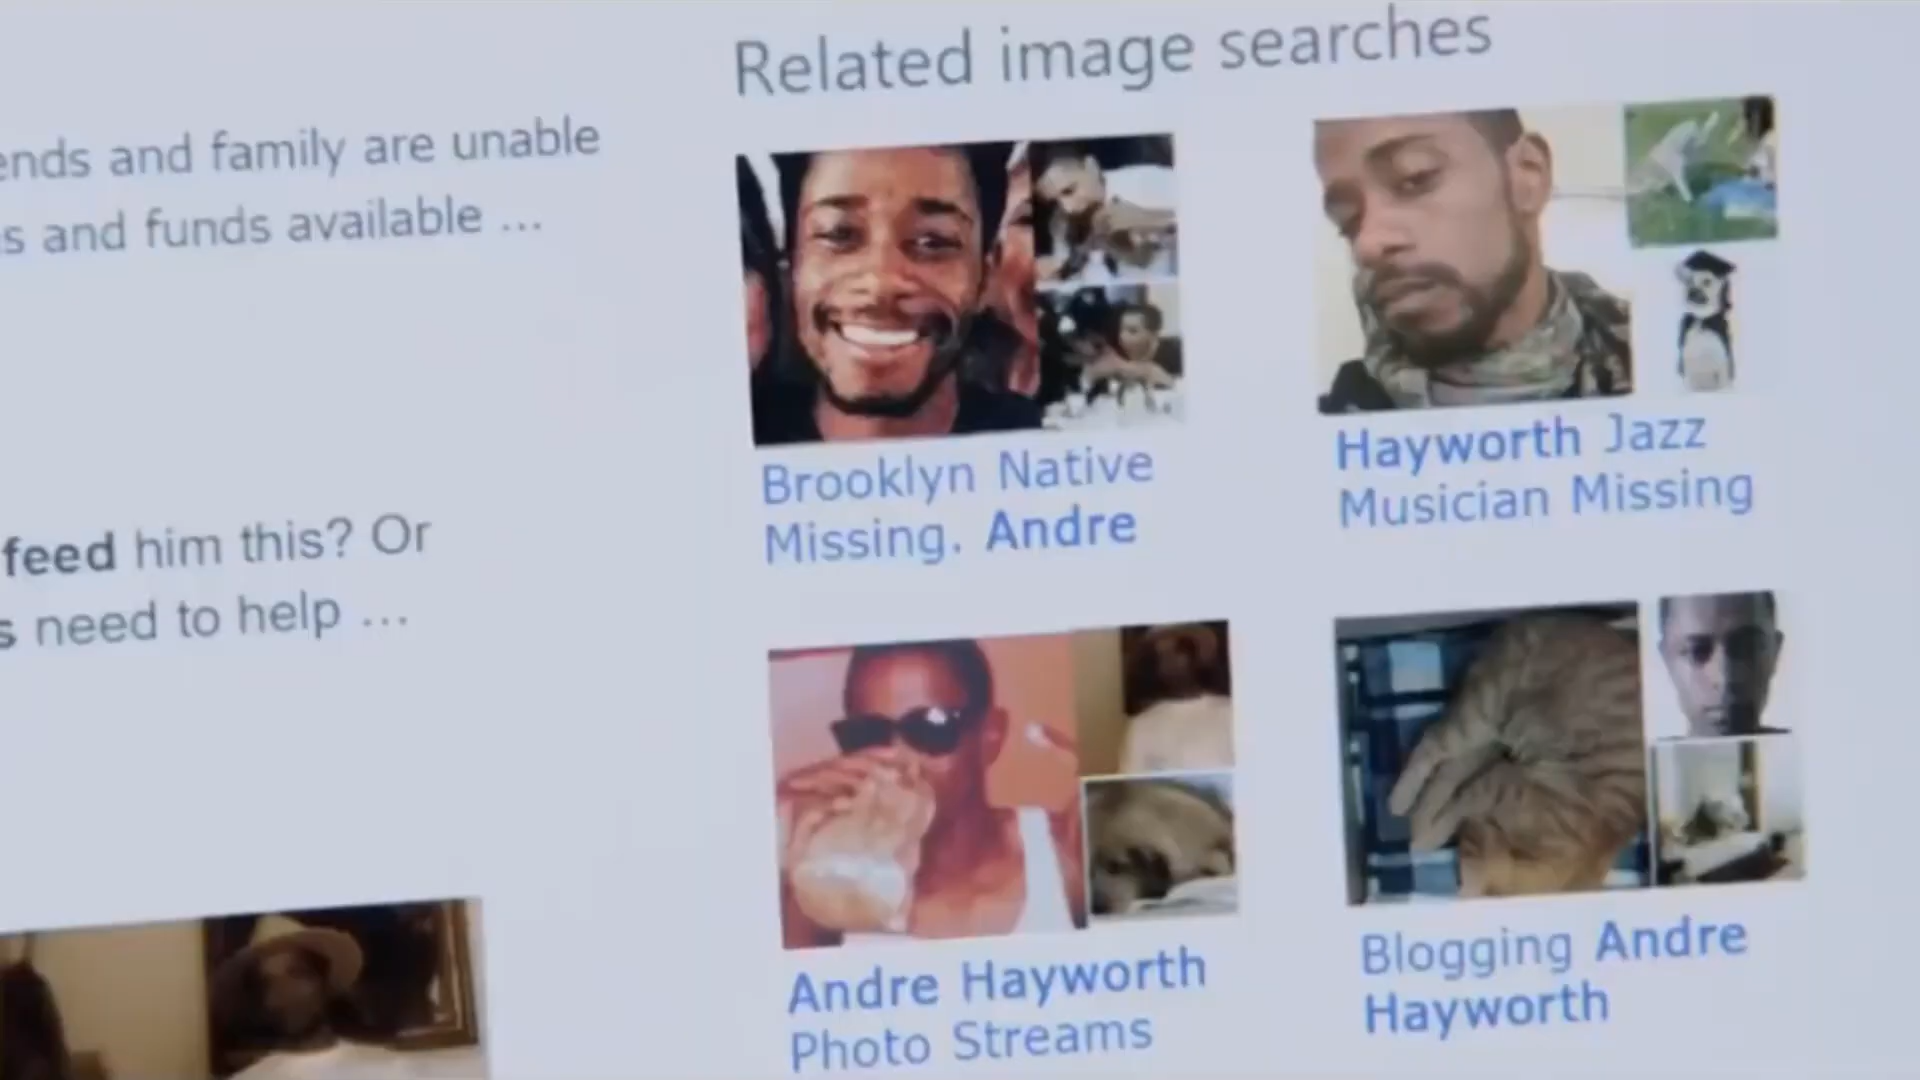 Related image searches
ends and family are unable
s and funds available ...
Brooklyn Native
Missing. Andre
Hayworth Jazz
Musician Missing
feed him this? Or
s need to help ...
Andre Hayworth
Photo Streams
Blogging Andre
Hayworth